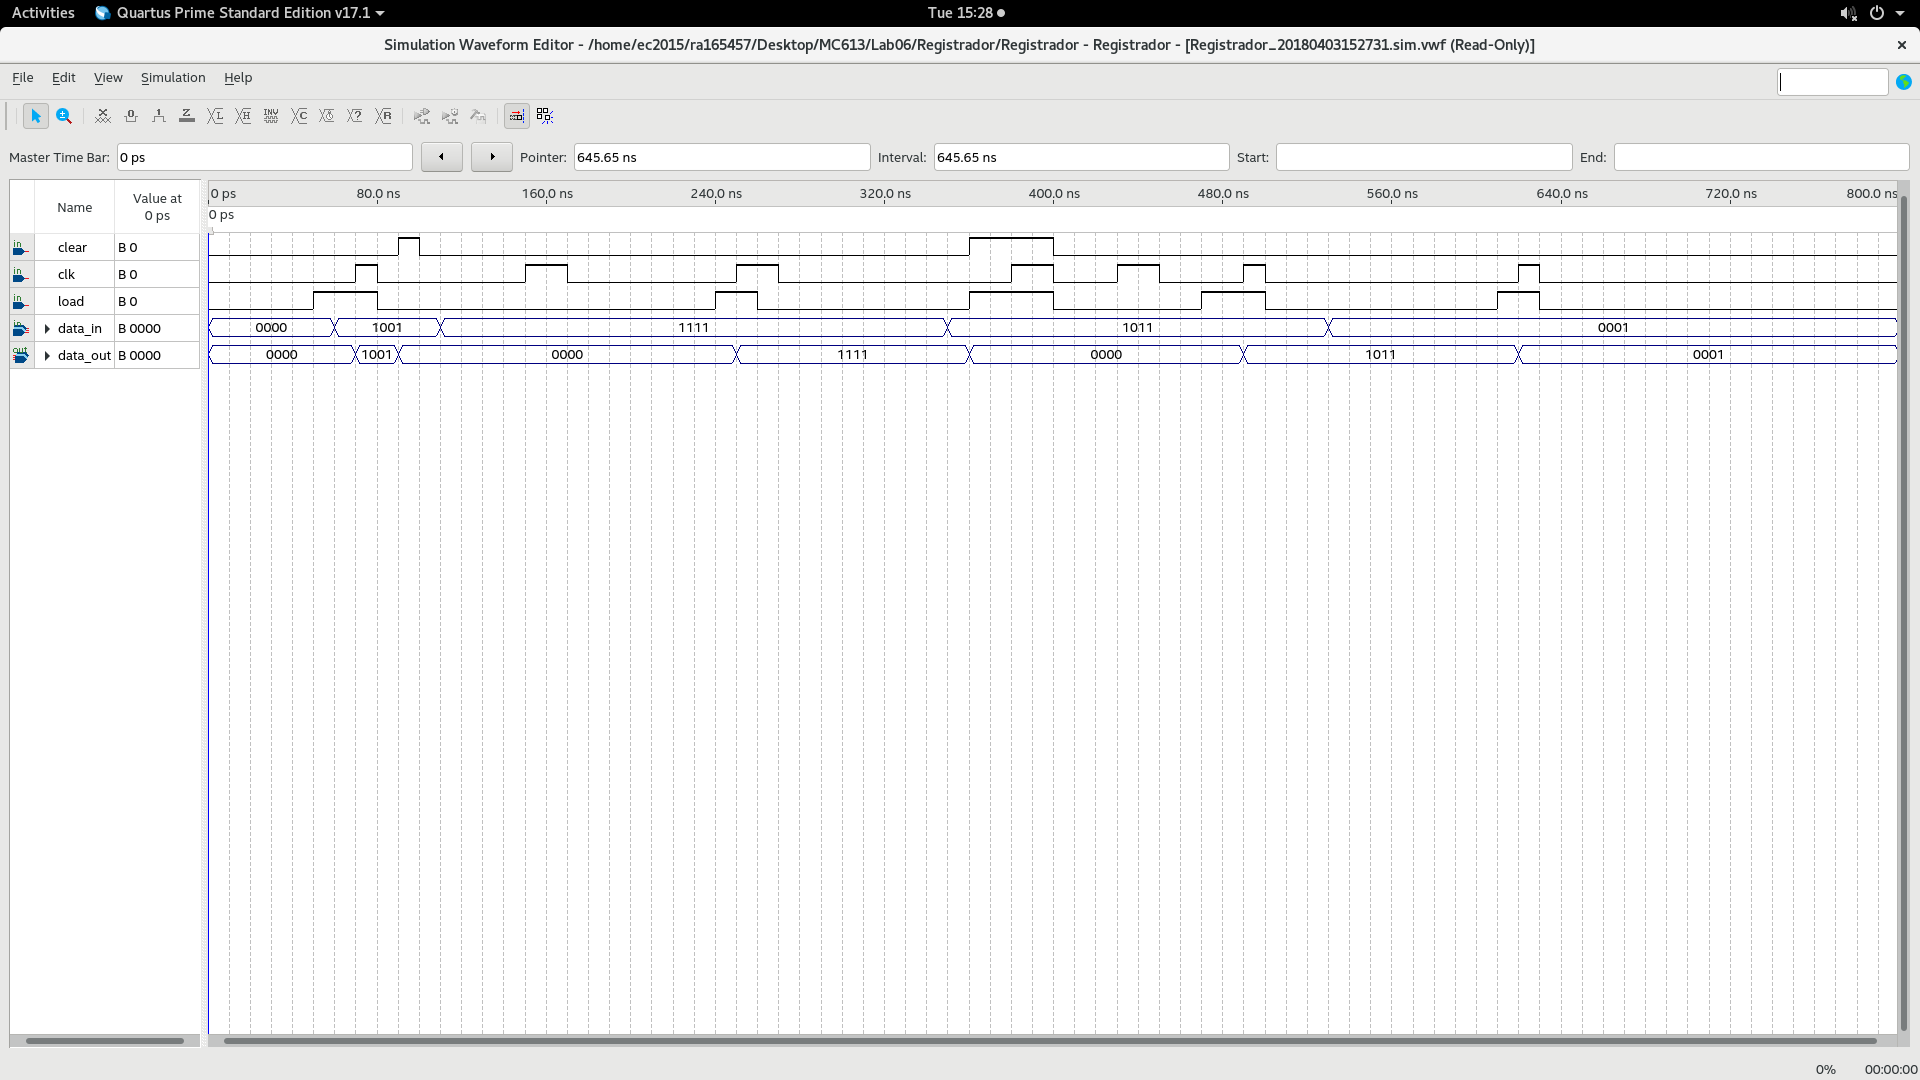 Activities Quartus Prime Standard Edition v17.1 Tue 15:28
Simulation Waveform Editor - /home/ec2015/ra165457/Desktop/MC613/Lab06/Registrador/Registrador - Registrador - [Registrador_20180403152731.sim.vwf (Read-Only)]
File Edit View Simulation Help
Master Time Bar: 0 ps Pointer: 645.65 ns Interval: 645.65 ns Start: End:
Name Value at 0 ps
0 ps 80.0 ns 160.0 ns 240.0 ns 320.0 ns 400.0 ns 480.0 ns 560.0 ns 640.0 ns 720.0 ns 800.0 ns
0 ps
clear B 0
clk B 0
load B 0
data_in B 0000 0000 1001 1111 1011 0001
data_out B 0000 0000 1001 0000 1111 0000 1011 0001
0% 00:00:00